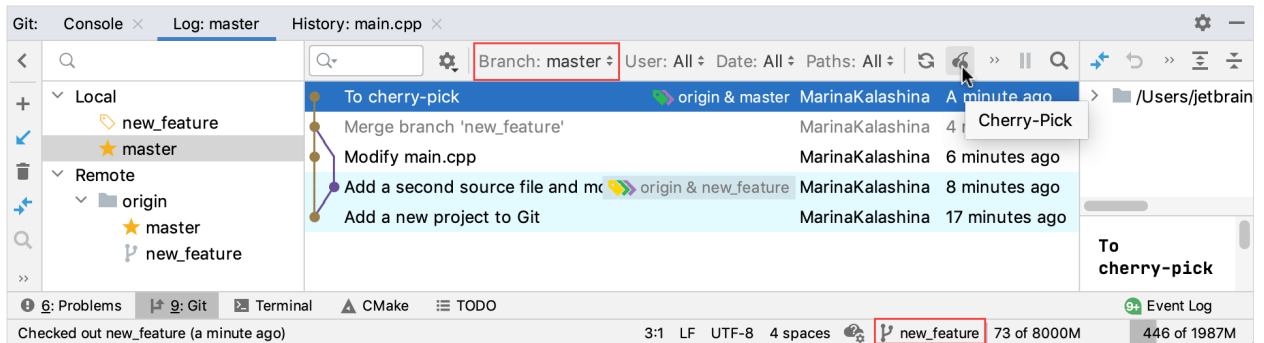 Git: Console Log: master History: main.cpp
Branch: master User: All Date: All Paths: All
To cherry-pick origin & master MarinaKalashina A minute ago
Merge branch 'new_feature' MarinaKalashina 4
Modify main.cpp MarinaKalashina 6 minutes ago
Add a second source file and mo origin & new_feature MarinaKalashina 8 minutes ago
Add a new project to Git MarinaKalashina 17 minutes ago
Cherry-Pick
Local
new_feature
master
Remote
origin
master
new_feature
/Users/jetbrain
To
cherry-pick
6: Problems 9: Git Terminal CMake TODO 9+ Event Log
Checked out new_feature (a minute ago) 3:1 LF UTF-8 4 spaces new_feature 73 of 8000M 446 of 1987M